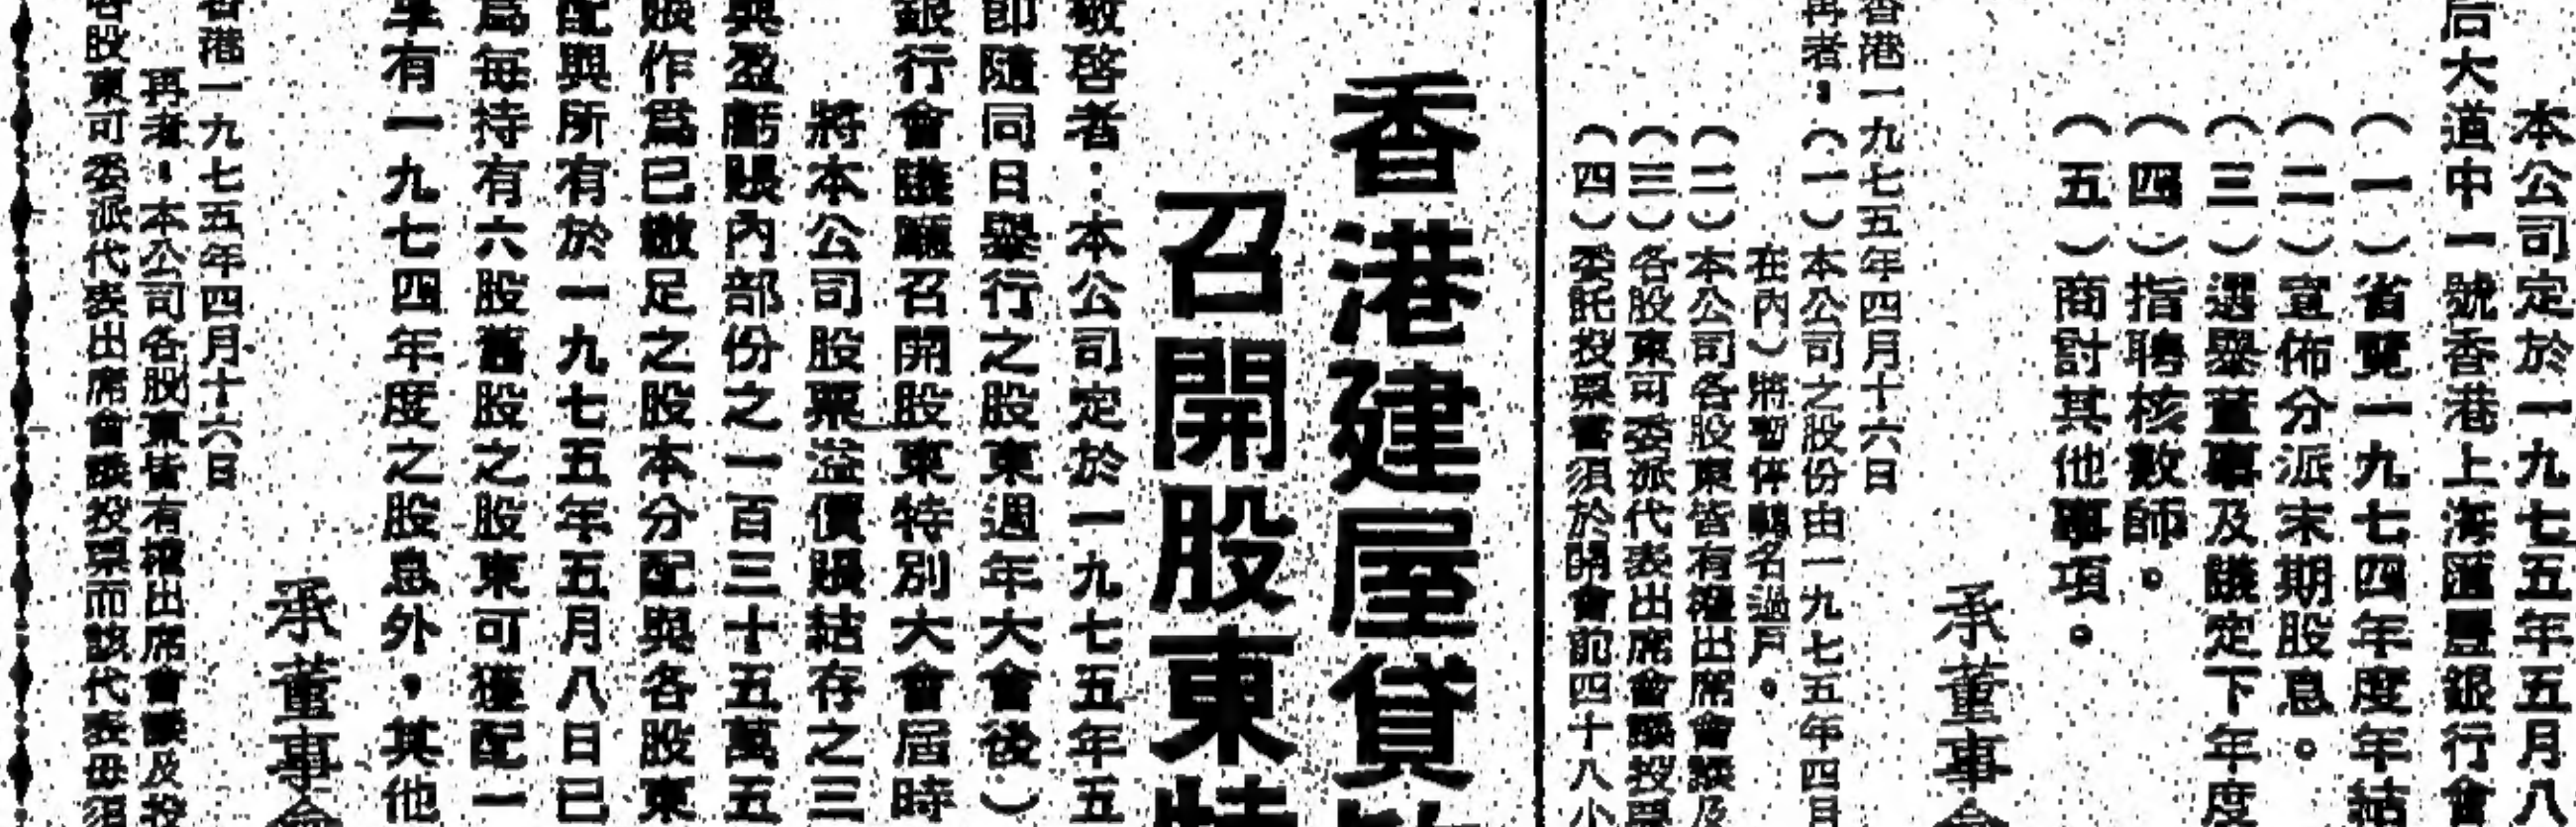 本公司定於一九七五年五月八
后大道中一號香港上海滙豐銀行會
(一)省覽一九七四年度年結
(二)宣佈分派末期股息。
(三)選舉董事及議定下年度
(四)指聘核數師。
(五)商討其他事項。
承董事會
香港一九七五年四月十六日
再者,(一)本公司之股份由一九七五年四月
在內)將暫停轉名過戶。
(二)本公司各股東皆有權出席會議及
(三)各股東可委派代表出席會議投票
(四)委託投票書須於開會前四十八小
香港建屋貸
召開股東特
敬啓者:本公司定於一九七五年五
即隨同日舉行之股東週年大會後)
銀行會議廳召開股東特別大會屆時
將本公司股票溢價賬結存之三
與盈虧賬內部份之一百三十五萬五
賬作爲已繳足之股本分配與各股東
配與所有於一九七五年五月八日已
爲每持有六股舊股之股東可獲配一
享有一九七四年度之股息外,其他
承董事會
香港一九七五年四月十六日
再者:本公司各股東皆有權出席會議及投
各股東可委派代表出席會議投票而該代表毋須